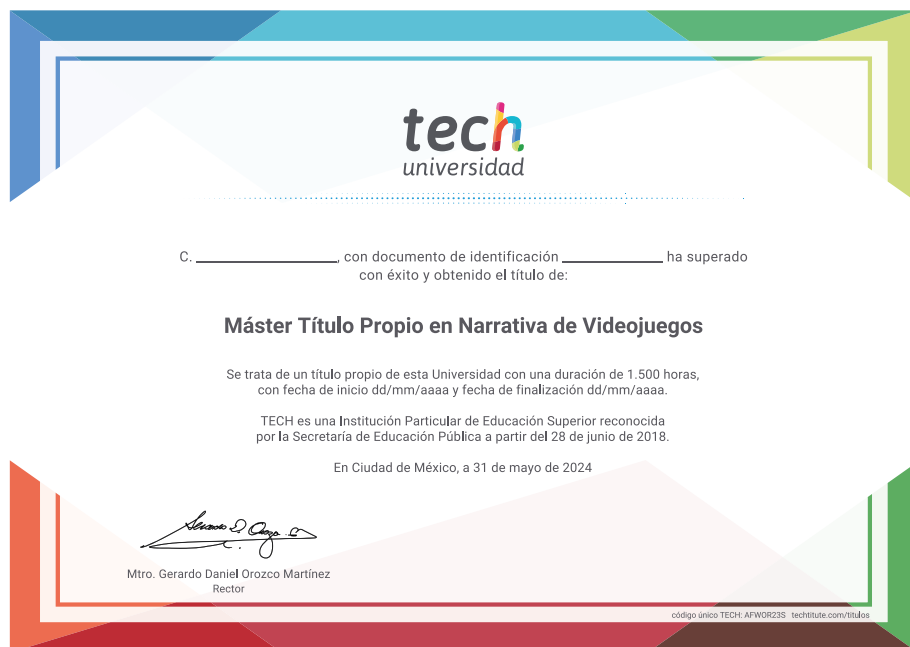 tech
universidad
C. ____________, con documento de identificación ____________ ha superado
con éxito y obtenido el título de:
Máster Título Propio en Narrativa de Videojuegos
Se trata de un título propio de esta Universidad con una duración de 1.500 horas,
con fecha de inicio dd/mm/aaaa y fecha de finalización dd/mm/aaaa.
TECH es una Institución Particular de Educación Superior reconocida
por la Secretaría de Educación Pública a partir del 28 de junio de 2018.
En Ciudad de México, a 31 de mayo de 2024
Mtro. Gerardo Daniel Orozco Martínez
Rector
código único TECH: AFWOR23S techtitute.com/titulos